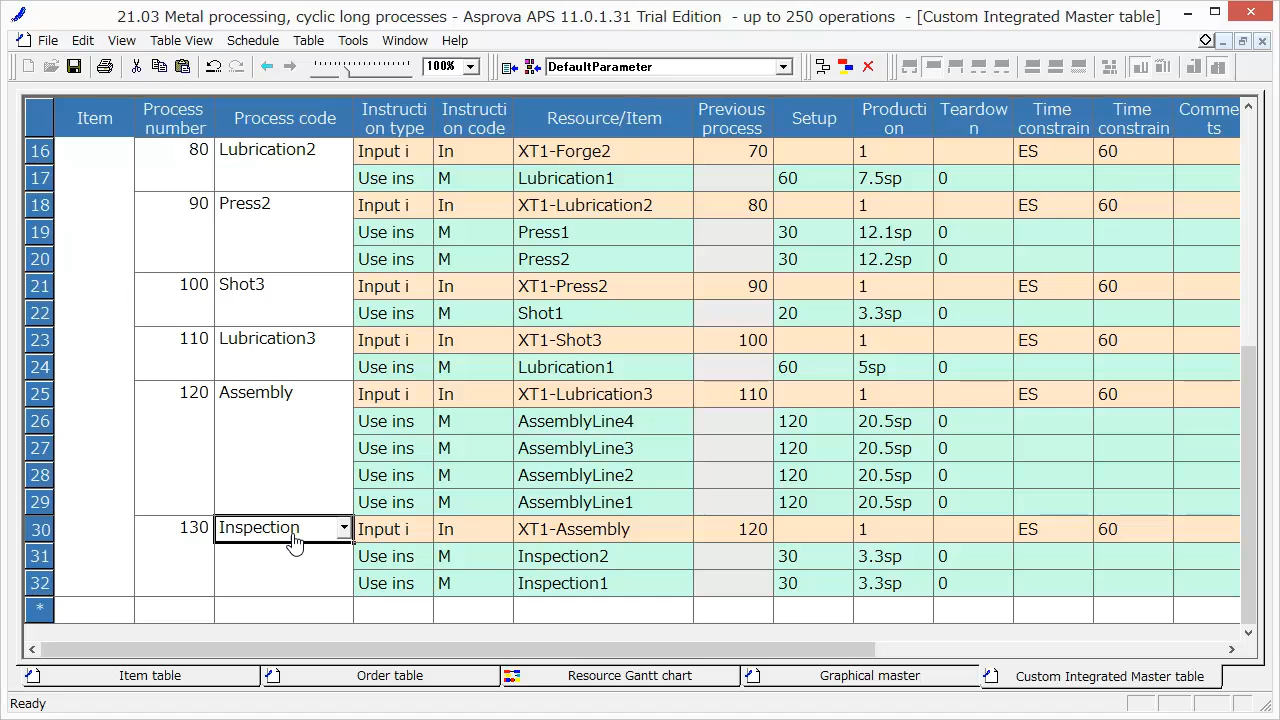 21.03 Metal processing, cyclic long processes - Asprova APS 11.0.1.31 Trial Edition - up to 250 operations - [Custom Integrated Master table]
File Edit View Table View Schedule Table Tools Window Help
100% DefaultParameter
Item Process number Process code Instructi on type Instructi on code Resource/Item Previous process Setup Producti on Teardow n Time constrain Time constrain Comme ts
16 80 Lubrication2 Input i In XT1-Forge2 70 1 ES 60
17 Use ins M Lubrication1 60 7.5sp 0
18 90 Press2 Input i In XT1-Lubrication2 80 1 ES 60
19 Use ins M Press1 30 12.1sp 0
20 Use ins M Press2 30 12.2sp 0
21 100 Shot3 Input i In XT1-Press2 90 1 ES 60
22 Use ins M Shot1 20 3.3sp 0
23 110 Lubrication3 Input i In XT1-Shot3 100 1 ES 60
24 Use ins M Lubrication1 60 5sp 0
25 120 Assembly Input i In XT1-Lubrication3 110 1 ES 60
26 Use ins M AssemblyLine4 120 20.5sp 0
27 Use ins M AssemblyLine3 120 20.5sp 0
28 Use ins M AssemblyLine2 120 20.5sp 0
29 Use ins M AssemblyLine1 120 20.5sp 0
30 130 Inspection Input i In XT1-Assembly 120 1 ES 60
31 Use ins M Inspection2 30 3.3sp 0
32 Use ins M Inspection1 30 3.3sp 0
*
Item table Order table Resource Gantt chart Graphical master Custom Integrated Master table
Ready